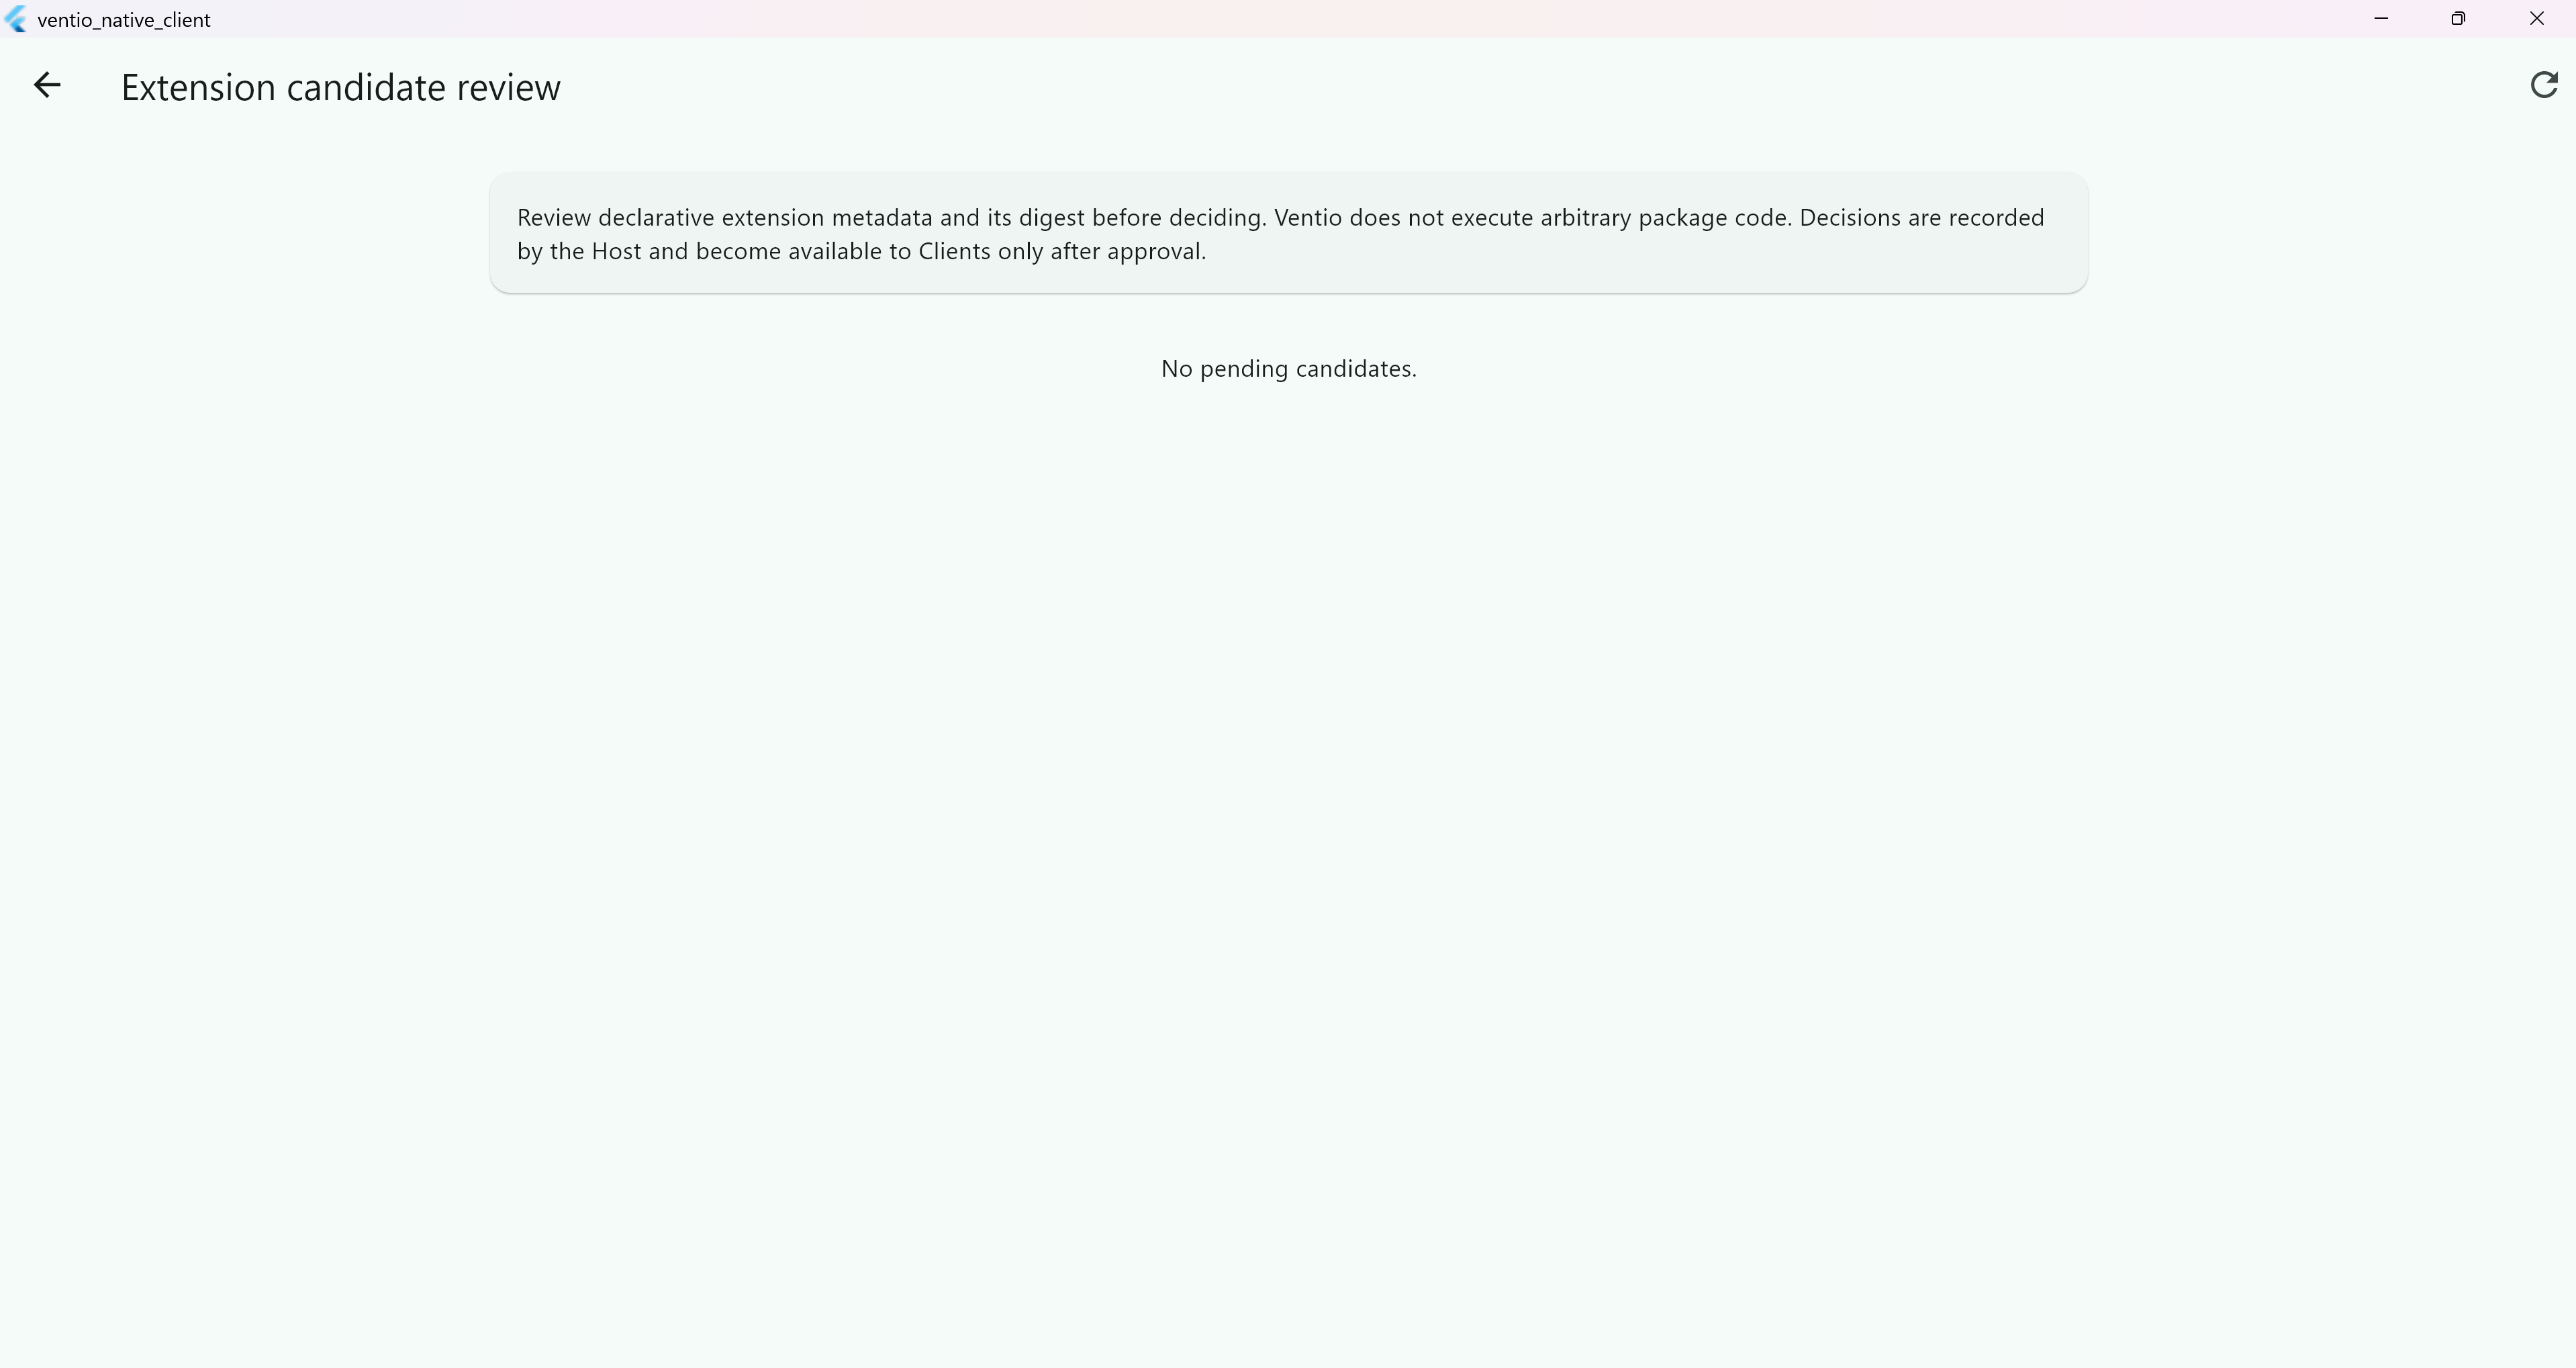 ventio_native_client
Extension candidate review
Review declarative extension metadata and its digest before deciding. Ventio does not execute arbitrary package code. Decisions are recorded
by the Host and become available to Clients only after approval.
No pending candidates.